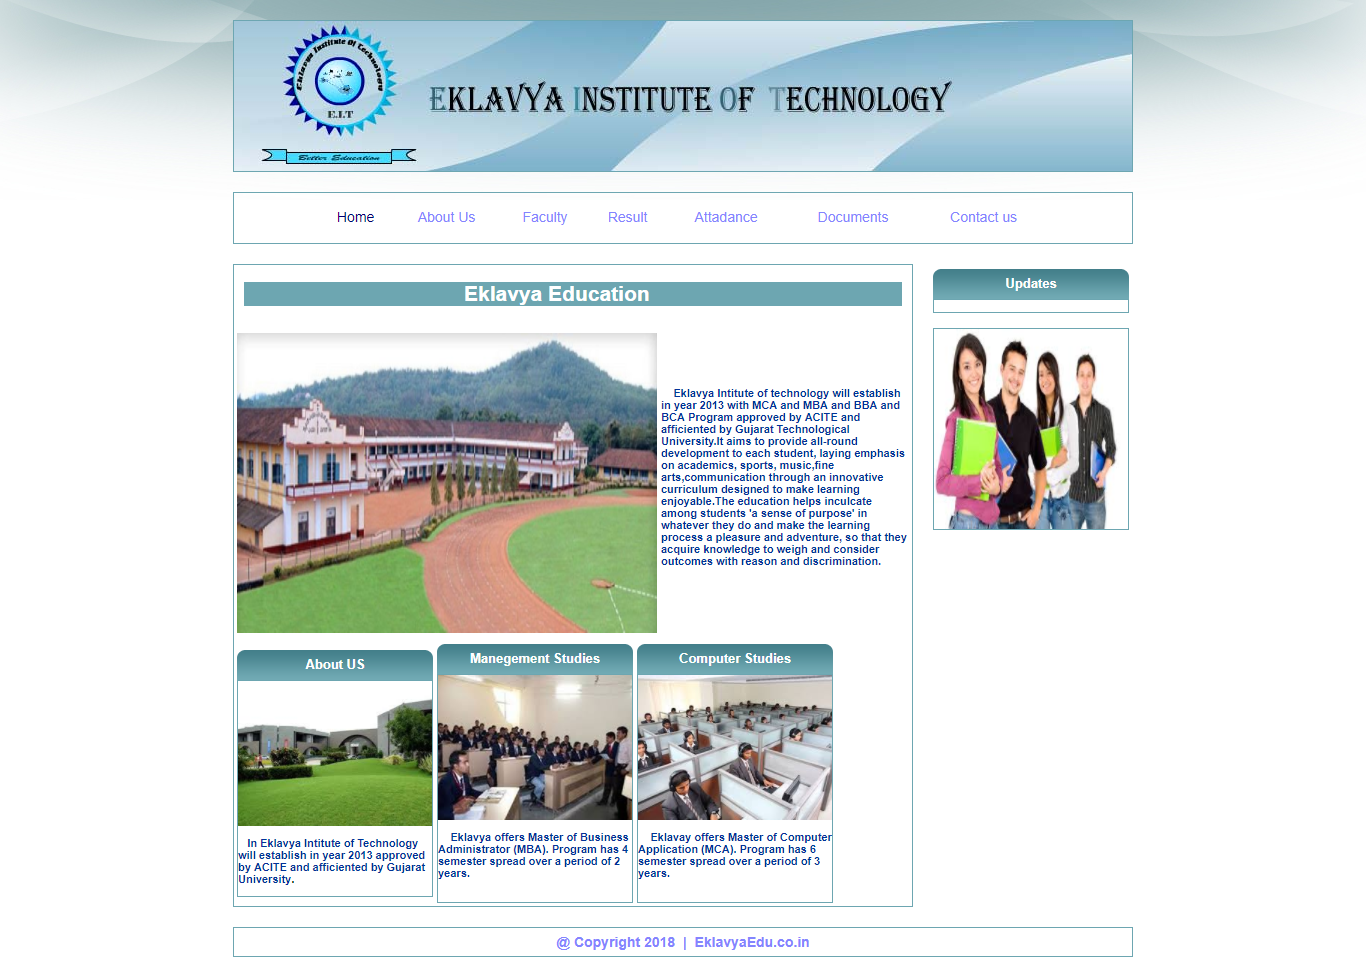 Eklavya Institute Of Technology
E.I.T
Better Education
EKLAVYA INSTITUTE OF TECHNOLOGY
Home About Us Faculty Result Attadance Documents Contact us
Eklavya Education
Eklavya Intitute of technology will establish
in year 2013 with MCA and MBA and BBA and
BCA Program approved by ACITE and
afficiented by Gujarat Technological
University.It aims to provide all-round
development to each student, laying emphasis
on academics, sports, music,fine
arts,communication through an innovative
curriculum designed to make learning
enjoyable.The education helps inculcate
among students 'a sense of purpose' in
whatever they do and make the learning
process a pleasure and adventure, so that they
acquire knowledge to weigh and consider
outcomes with reason and discrimination.
Updates
About US
In Eklavya Intitute of Technology
will establish in year 2013 approved
by ACITE and afficiented by Gujarat
University.
Manegement Studies
Eklavya offers Master of Business
Administrator (MBA). Program has 4
semester spread over a period of 2
years.
Computer Studies
Eklavay offers Master of Computer
Application (MCA). Program has 6
semester spread over a period of 3
years.
@ Copyright 2018 | EklavyaEdu.co.in